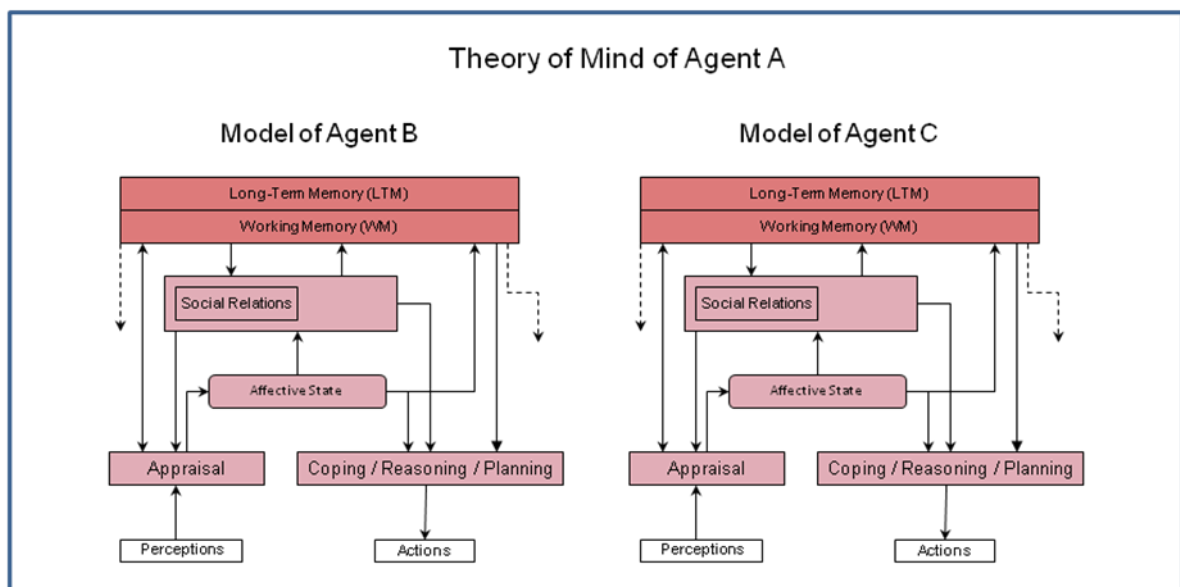 Theory of Mind of Agent A
Model of Agent B
Long-Term Memory (LTM)
Working Memory (WM)
Social Relations
Affective State
Appraisal
Coping / Reasoning / Planning
Perceptions
Actions
Model of Agent C
Long-Term Memory (LTM)
Working Memory (WM)
Social Relations
Affective State
Appraisal
Coping / Reasoning / Planning
Perceptions
Actions